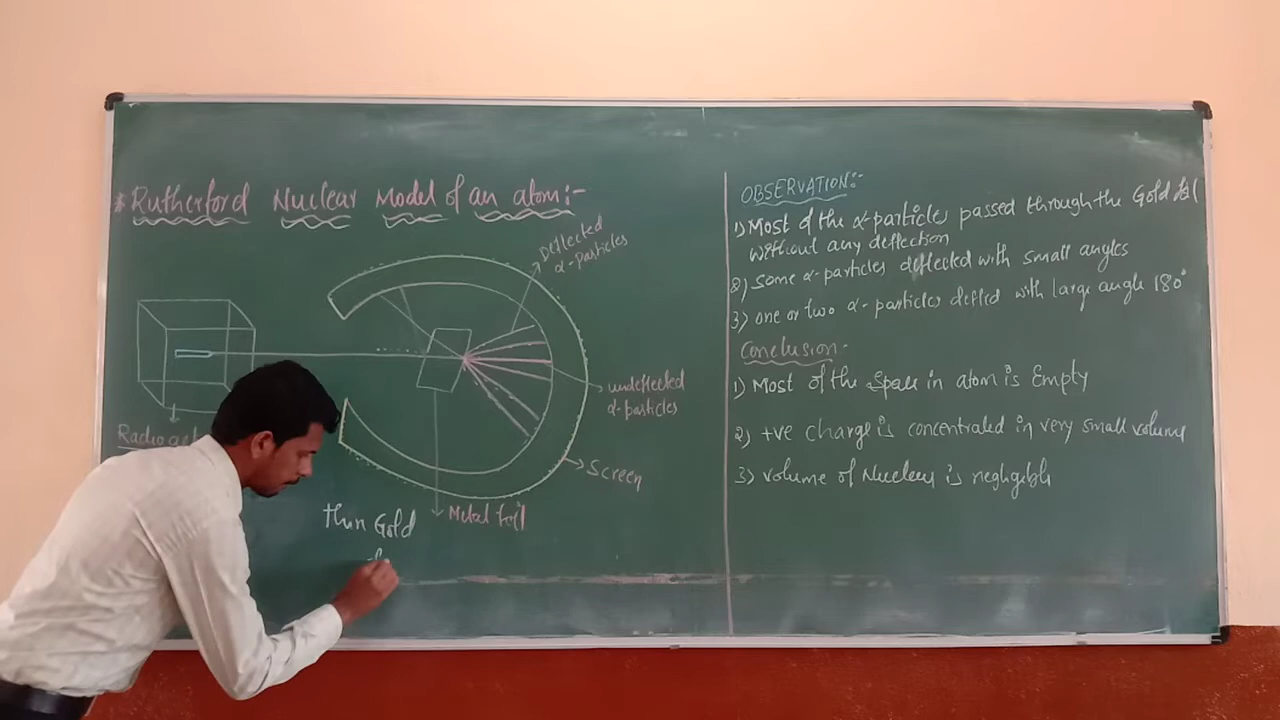 * Rutherford Nuclear Model of an atom:-
Deflected
α-particles
undeflected
α-particles
Screen
Metal foil
thin Gold
OBSERVATION:-
1) Most of the α-particles passed through the Gold foil
without any deflection
2) Some α-particles deflected with small angles
3) one or two α-particles defled with large angle 180°
Conclusion:-
1) Most of the Space in atom is Empty
2) +ve charge is concentrated in very small volume
3) Volume of Nucleus is negligible